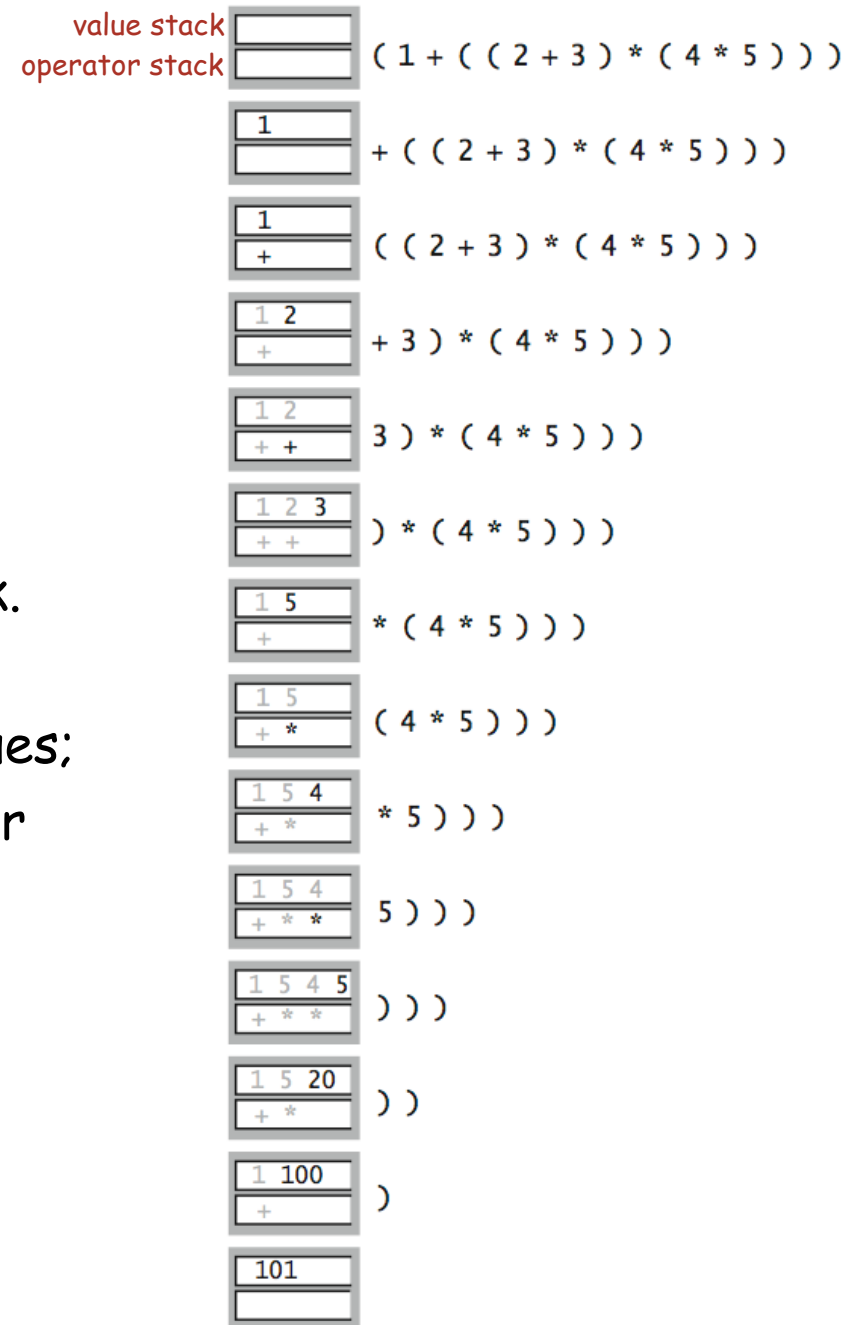 value stack
operator stack
( 1 + ( ( 2 + 3 ) * ( 4 * 5 ) ) )
1
+ ( ( 2 + 3 ) * ( 4 * 5 ) ) )
1
+
( ( 2 + 3 ) * ( 4 * 5 ) ) )
1 2
+
+ 3 ) * ( 4 * 5 ) ) )
1 2
+ +
3 ) * ( 4 * 5 ) ) )
1 2 3
+ +
) * ( 4 * 5 ) ) )
1 5
+
* ( 4 * 5 ) ) )
1 5
+ *
( 4 * 5 ) ) )
1 5 4
+ *
* 5 ) ) )
1 5 4
+ * *
5 ) ) )
1 5 4 5
+ * *
) ) )
1 5 20
+ *
) )
1 100
+
)
101